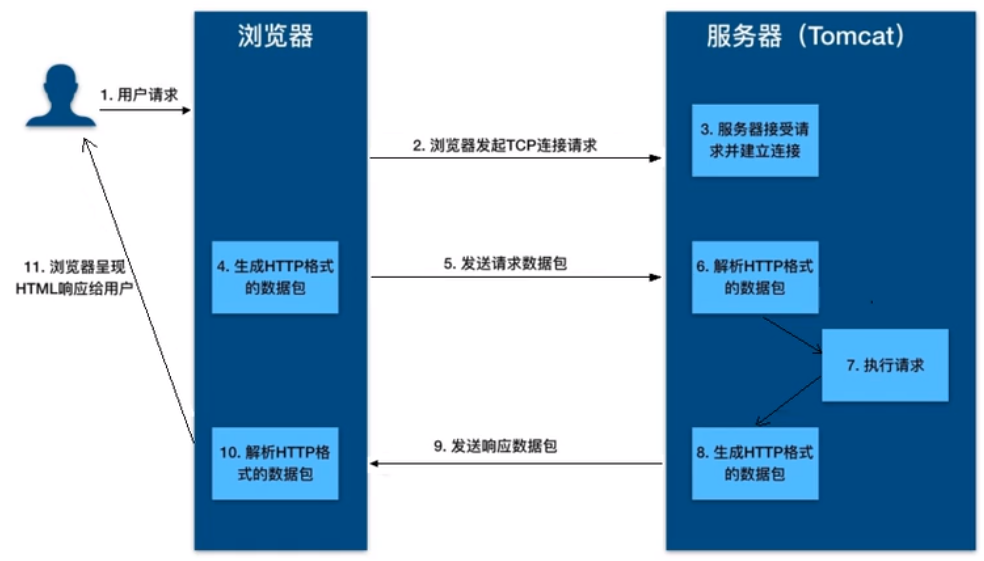 浏览器
服务器（Tomcat）
1. 用户请求
2. 浏览器发起TCP连接请求
3. 服务器接受请
求并建立连接
4. 生成HTTP格式
的数据包
5. 发送请求数据包
6. 解析HTTP格式
的数据包
7. 执行请求
8. 生成HTTP格式
的数据包
9. 发送响应数据包
10. 解析HTTP格
式的数据包
11. 浏览器呈现
HTML响应给用户